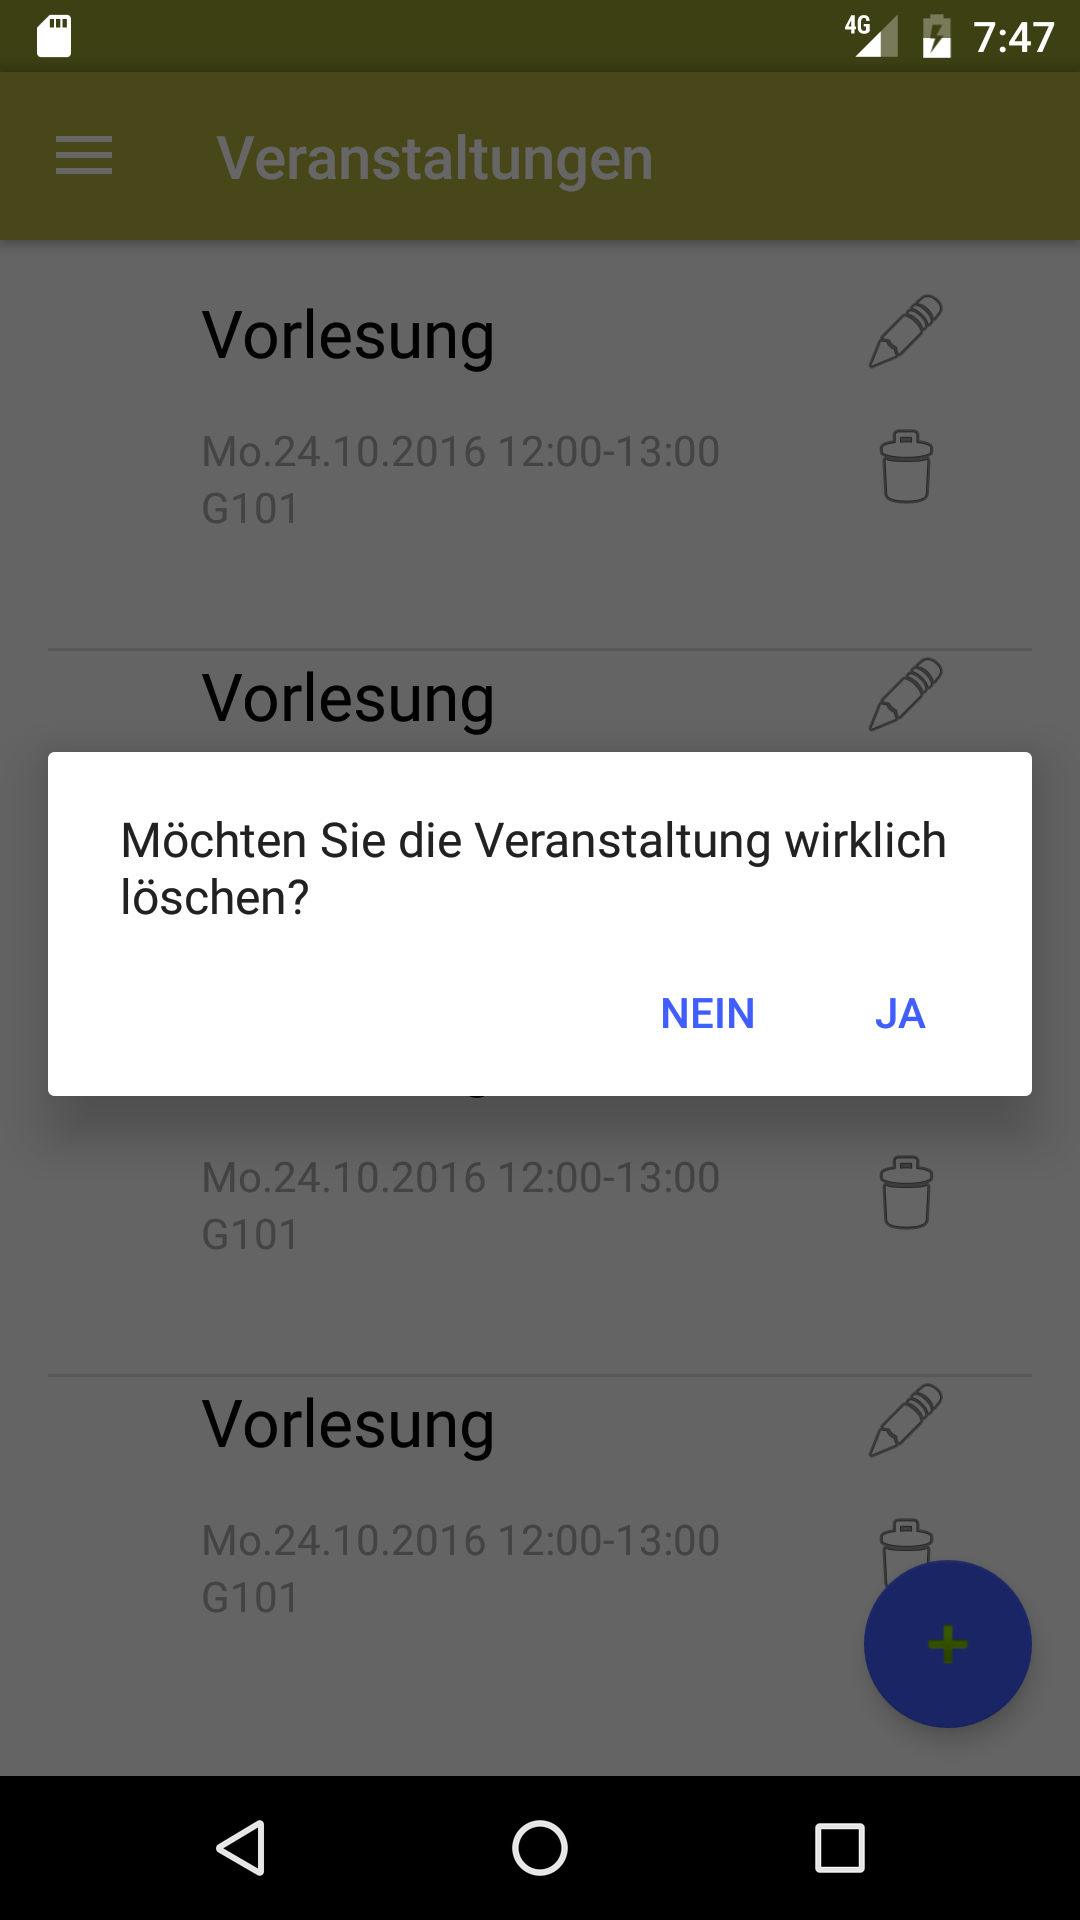 4G 7:47
Veranstaltungen
Vorlesung
Mo.24.10.2016 12:00-13:00
G101
Vorlesung
Möchten Sie die Veranstaltung wirklich
löschen?
NEIN JA
Mo.24.10.2016 12:00-13:00
G101
Vorlesung
Mo.24.10.2016 12:00-13:00
G101